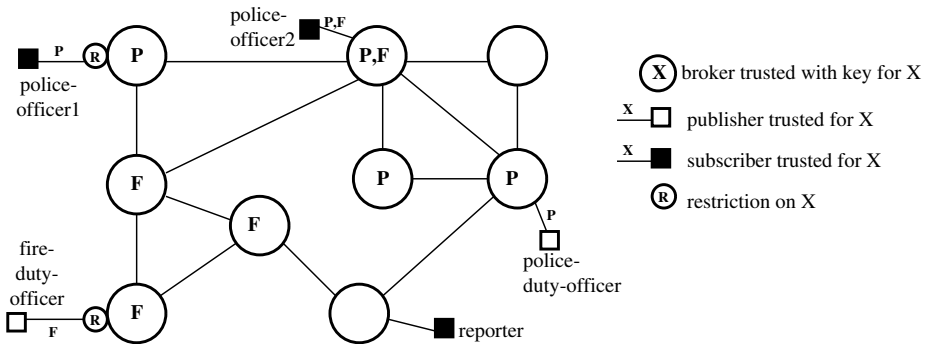 police-
officer2
P,F
P
R
P
P,F
police-
officer1
X
broker trusted with key for X
X
publisher trusted for X
X
subscriber trusted for X
R
restriction on X
F
P
P
F
P
police-
duty-officer
fire-
duty-
officer
F
R
F
reporter